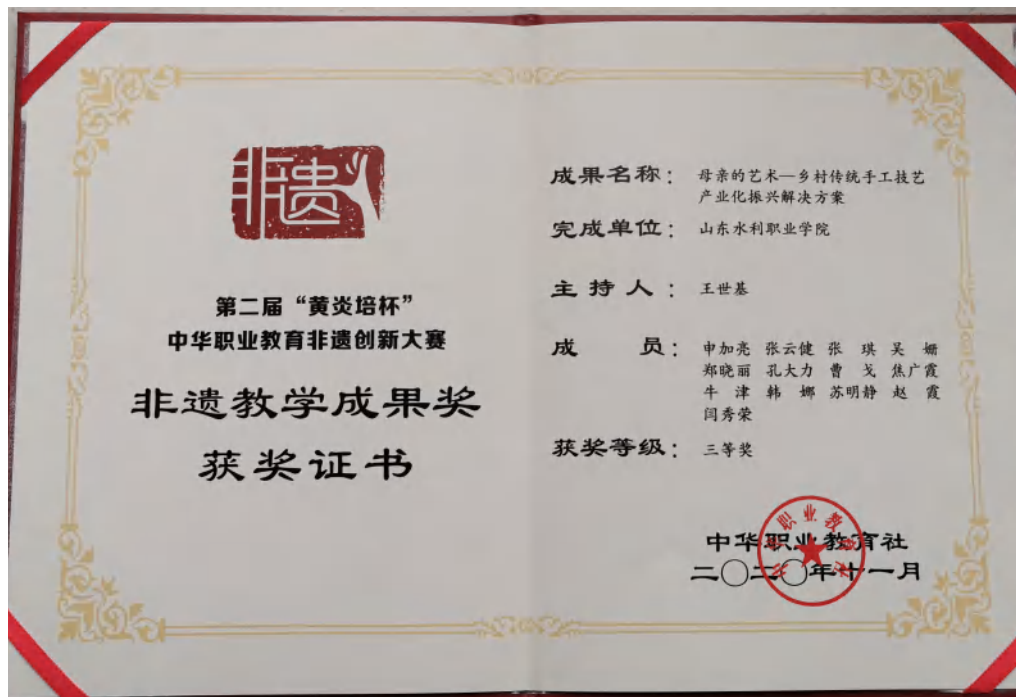 非遗
第二届“黄炎培杯”
中华职业教育非遗创新大赛
非遗教学成果奖
获奖证书
成果名称：母亲的艺术—乡村传统手工技艺
产业化振兴解决方案
完成单位：山东水利职业学院
主持人：王世基
成员：申加亮 张云健 张琪 吴姗
郑晓丽 孔大力 曹戈 焦广霞
牛津 韩娜 苏明静 赵霞
闫秀荣
获奖等级：三等奖
中华职业教育社
二〇二〇年十一月
中华职业教育社